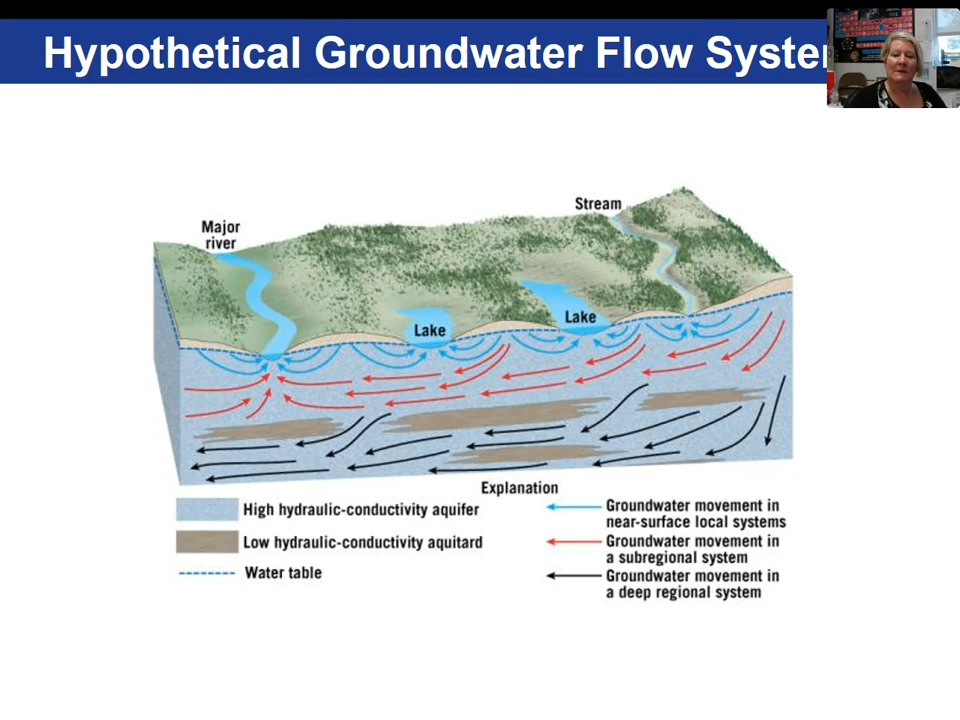 Hypothetical Groundwater Flow System
Stream
Major
river
Lake
Lake
Explanation
High hydraulic-conductivity aquifer
Low hydraulic-conductivity aquitard
Water table
Groundwater movement in
near-surface local systems
Groundwater movement in
a subregional system
Groundwater movement in
a deep regional system